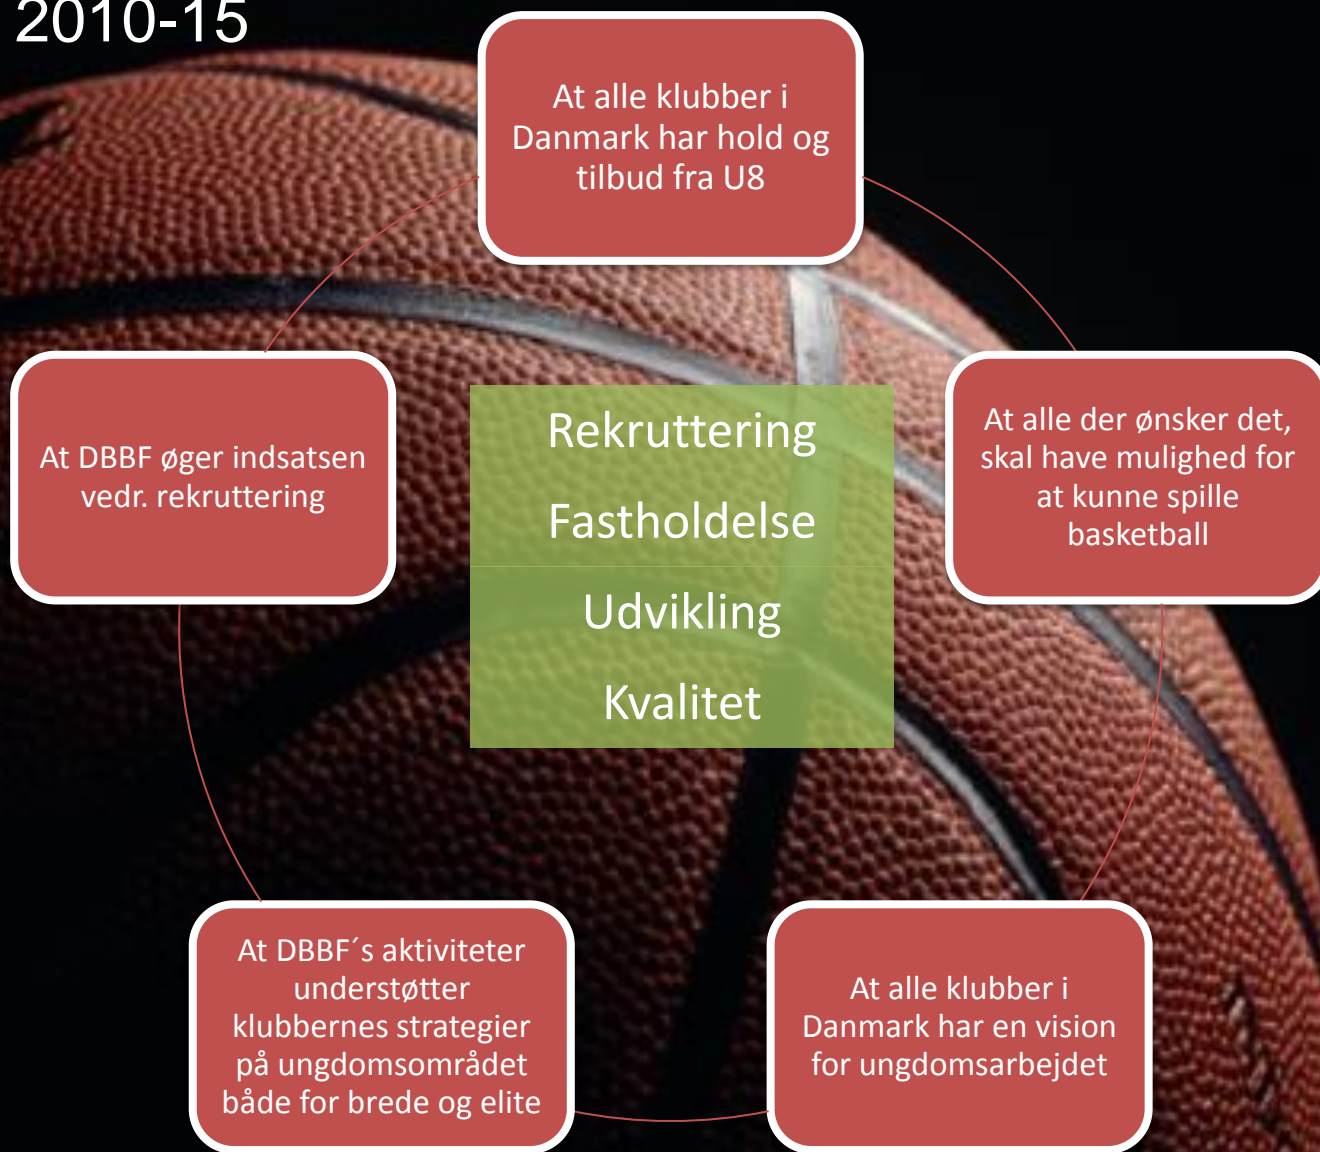 2010-15
At alle klubber i
Danmark har hold og
tilbud fra U8
At alle der ønsker det,
skal have mulighed for
at kunne spille
basketball
At alle klubber i
Danmark har en vision
for ungdomsarbejdet
At DBBF´s aktiviteter
understøtter
klubbernes strategier
på ungdomsområdet
både for brede og elite
At DBBF øger indsatsen
vedr. rekruttering
Rekruttering
Fastholdelse
Udvikling
Kvalitet